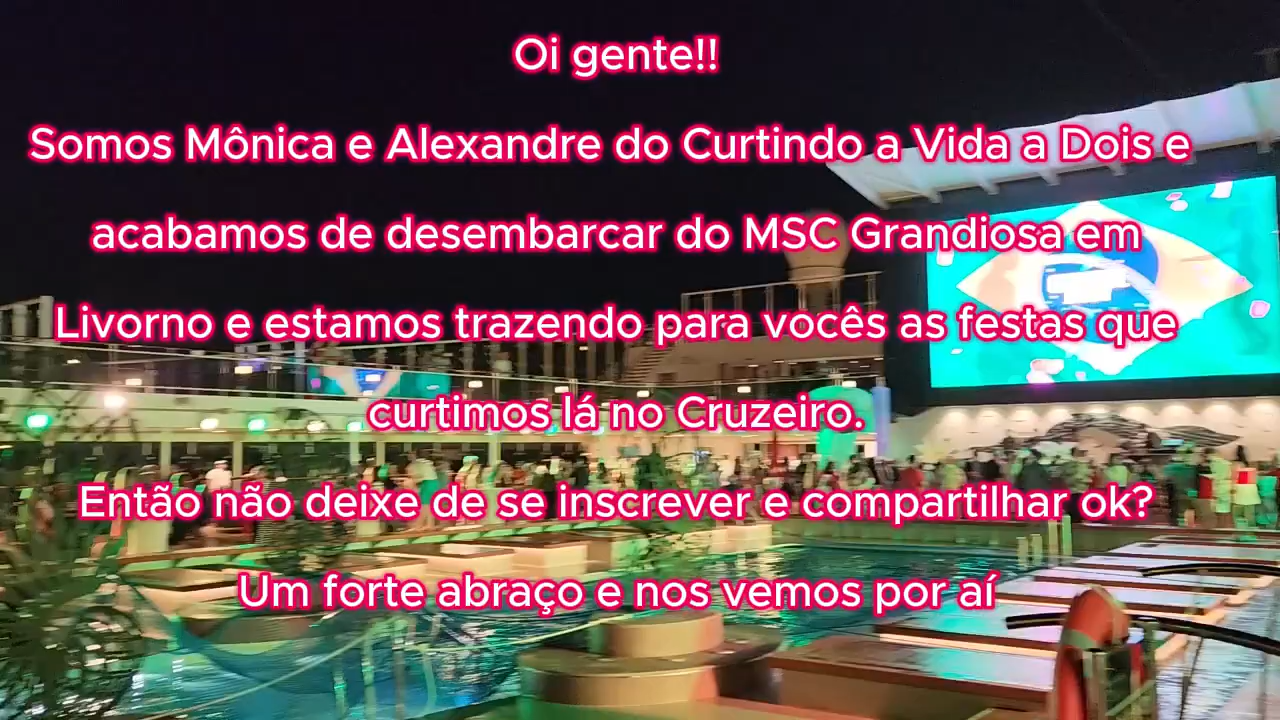 Oi gente!!
Somos Mônica e Alexandre do Curtindo a Vida a Dois e
acabamos de desembarcar do MSC Grandiosa em
Livorno e estamos trazendo para vocês as festas que
curtimos lá no Cruzeiro.
Então não deixe de se inscrever e compartilhar ok?
Um forte abraço e nos vemos por aí